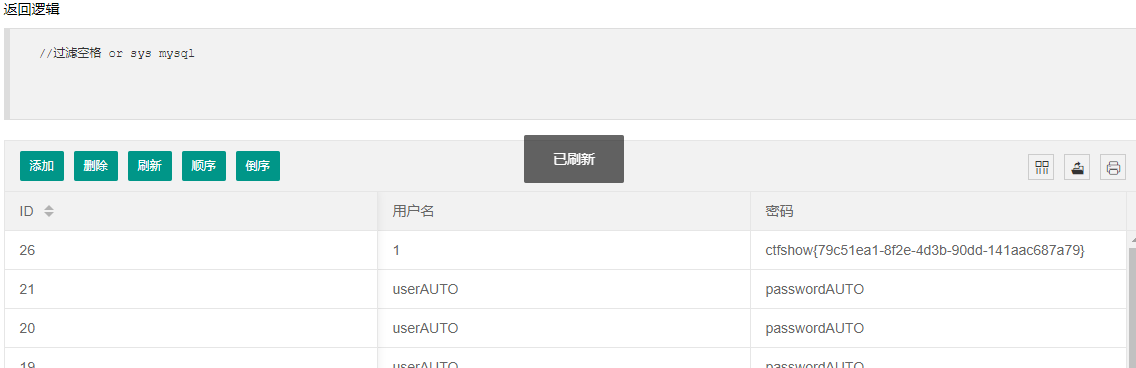 返回逻辑
//过滤空格 or sys mysql
添加 删除 刷新 顺序 倒序
已刷新
ID 用户名 密码
26 1 ctfshow{79c51ea1-8f2e-4d3b-90dd-141aac687a79}
21 userAUTO passwordAUTO
20 userAUTO passwordAUTO
19 userAUTO passwordAUTO